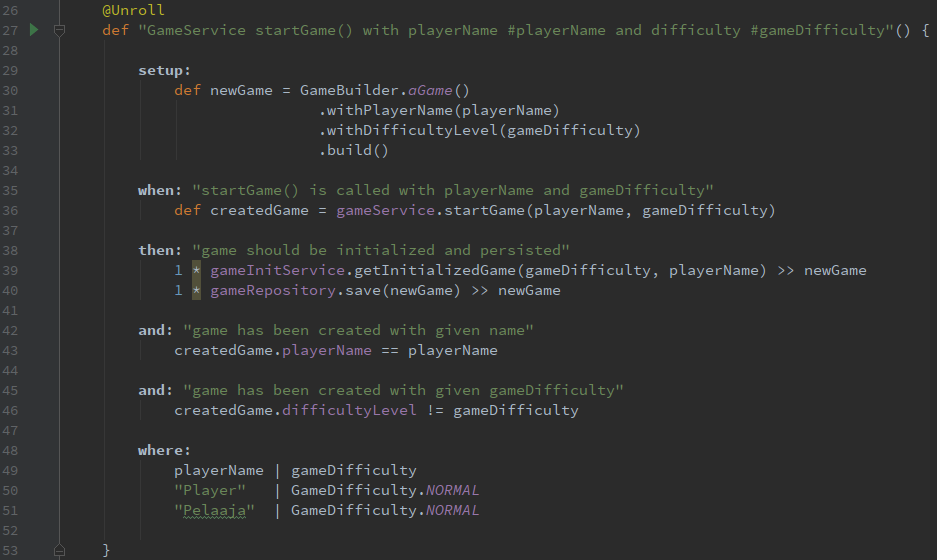 26 @Unroll
27 def "GameService startGame() with playerName #playerName and difficulty #gameDifficulty"() {
28
29 setup:
30 def newGame = GameBuilder.aGame()
31 .withPlayerName(playerName)
32 .withDifficultyLevel(gameDifficulty)
33 .build()
34
35 when: "startGame() is called with playerName and gameDifficulty"
36 def createdGame = gameService.startGame(playerName, gameDifficulty)
37
38 then: "game should be initialized and persisted"
39 1 * gameInitService.getInitializedGame(gameDifficulty, playerName) >> newGame
40 1 * gameRepository.save(newGame) >> newGame
41
42 and: "game has been created with given name"
43 createdGame.playerName == playerName
44
45 and: "game has been created with given gameDifficulty"
46 createdGame.difficultyLevel != gameDifficulty
47
48 where:
49 playerName | gameDifficulty
50 "Player" | GameDifficulty.NORMAL
51 "Pelaaja" | GameDifficulty.NORMAL
52
53 }